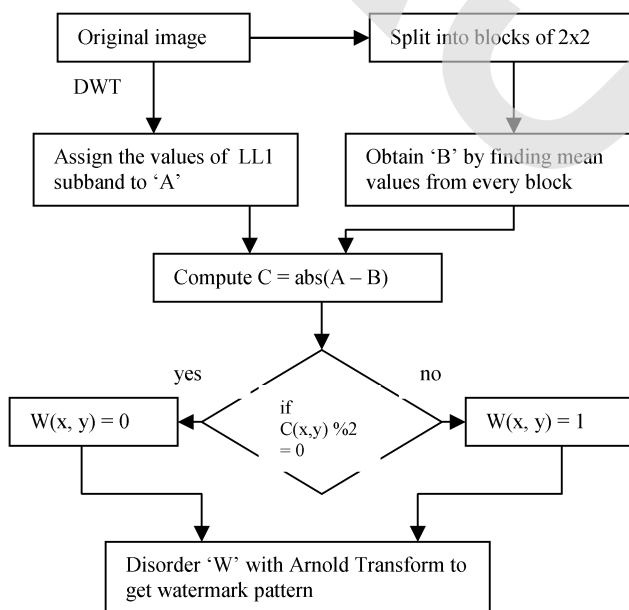 Original image
Split into blocks of 2x2
DWT
Assign the values of LL1
subband to ‘A’
Obtain ‘B’ by finding mean
values from every block
Compute C = abs(A – B)
yes
no
W(x, y) = 0
if
C(x,y) %2
= 0
W(x, y) = 1
Disorder ‘W’ with Arnold Transform to
get watermark pattern